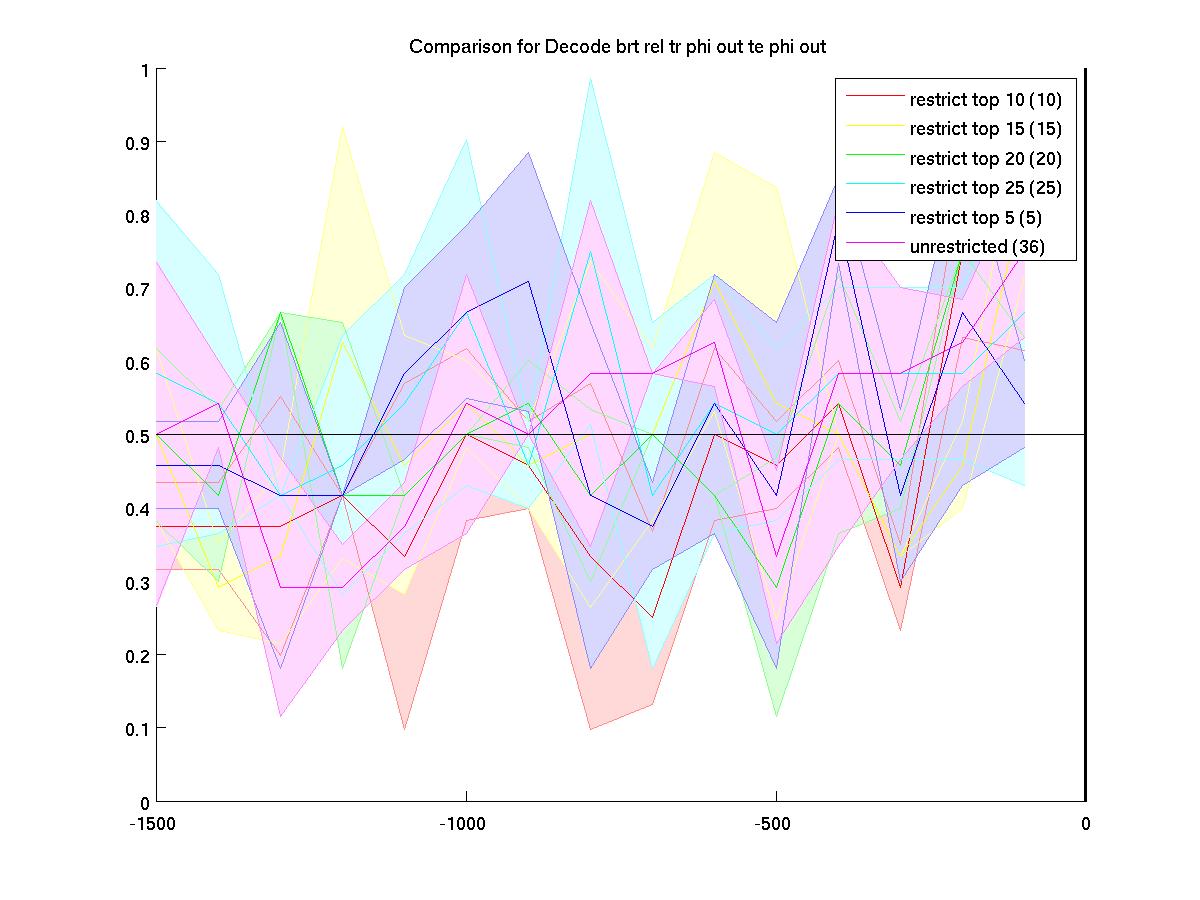 Comparison for Decode brt rel tr phi out te phi out
1
0.9
0.8
0.7
0.6
0.5
0.4
0.3
0.2
0.1
0
restrict top 10 (10)
restrict top 15 (15)
restrict top 20 (20)
restrict top 25 (25)
restrict top 5 (5)
unrestricted (36)
-1500 -1000 -500 0